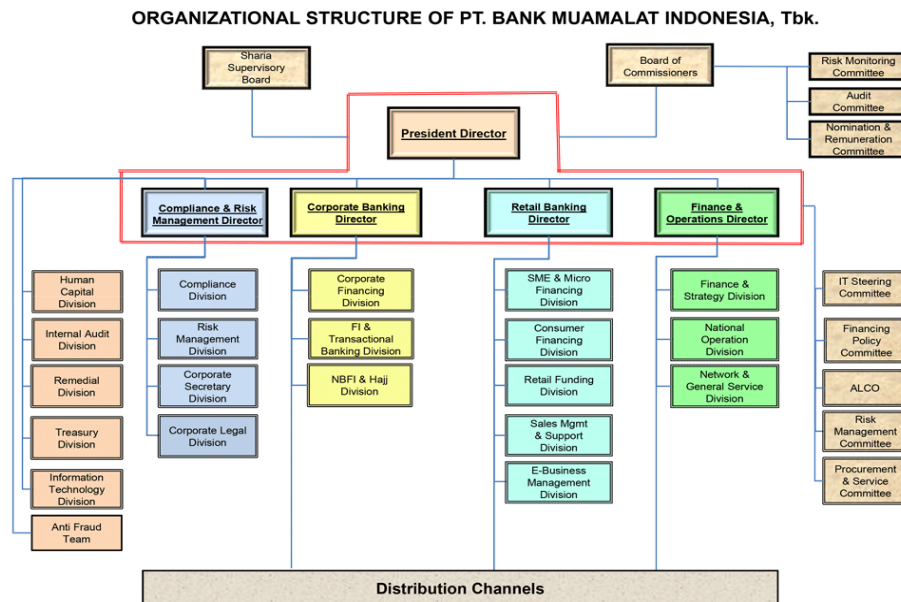 ORGANIZATIONAL STRUCTURE OF PT. BANK MUAMALAT INDONESIA, Tbk.
Sharia
Supervisory
Board
Board of
Commissioners
Risk Monitoring
Committee
Audit
Committee
Nomination &
Remuneration
Committee
President Director
Compliance & Risk
Management Director
Corporate Banking
Director
Retail Banking
Director
Finance &
Operations Director
Human
Capital
Division
Internal Audit
Division
Remedial
Division
Treasury
Division
Information
Technology
Division
Anti Fraud
Team
Compliance
Division
Risk
Management
Division
Corporate
Secretary
Division
Corporate Legal
Division
Corporate
Financing
Division
FI &
Transactional
Banking Division
NBFI & Hajj
Division
SME & Micro
Financing
Division
Consumer
Financing
Division
Retail Funding
Division
Sales Mgmt
& Support
Division
E-Business
Management
Division
Finance &
Strategy Division
National
Operation
Division
Network &
General Service
Division
IT Steering
Committee
Financing
Policy
Committee
ALCO
Risk
Management
Committee
Procurement
& Service
Committee
Distribution Channels